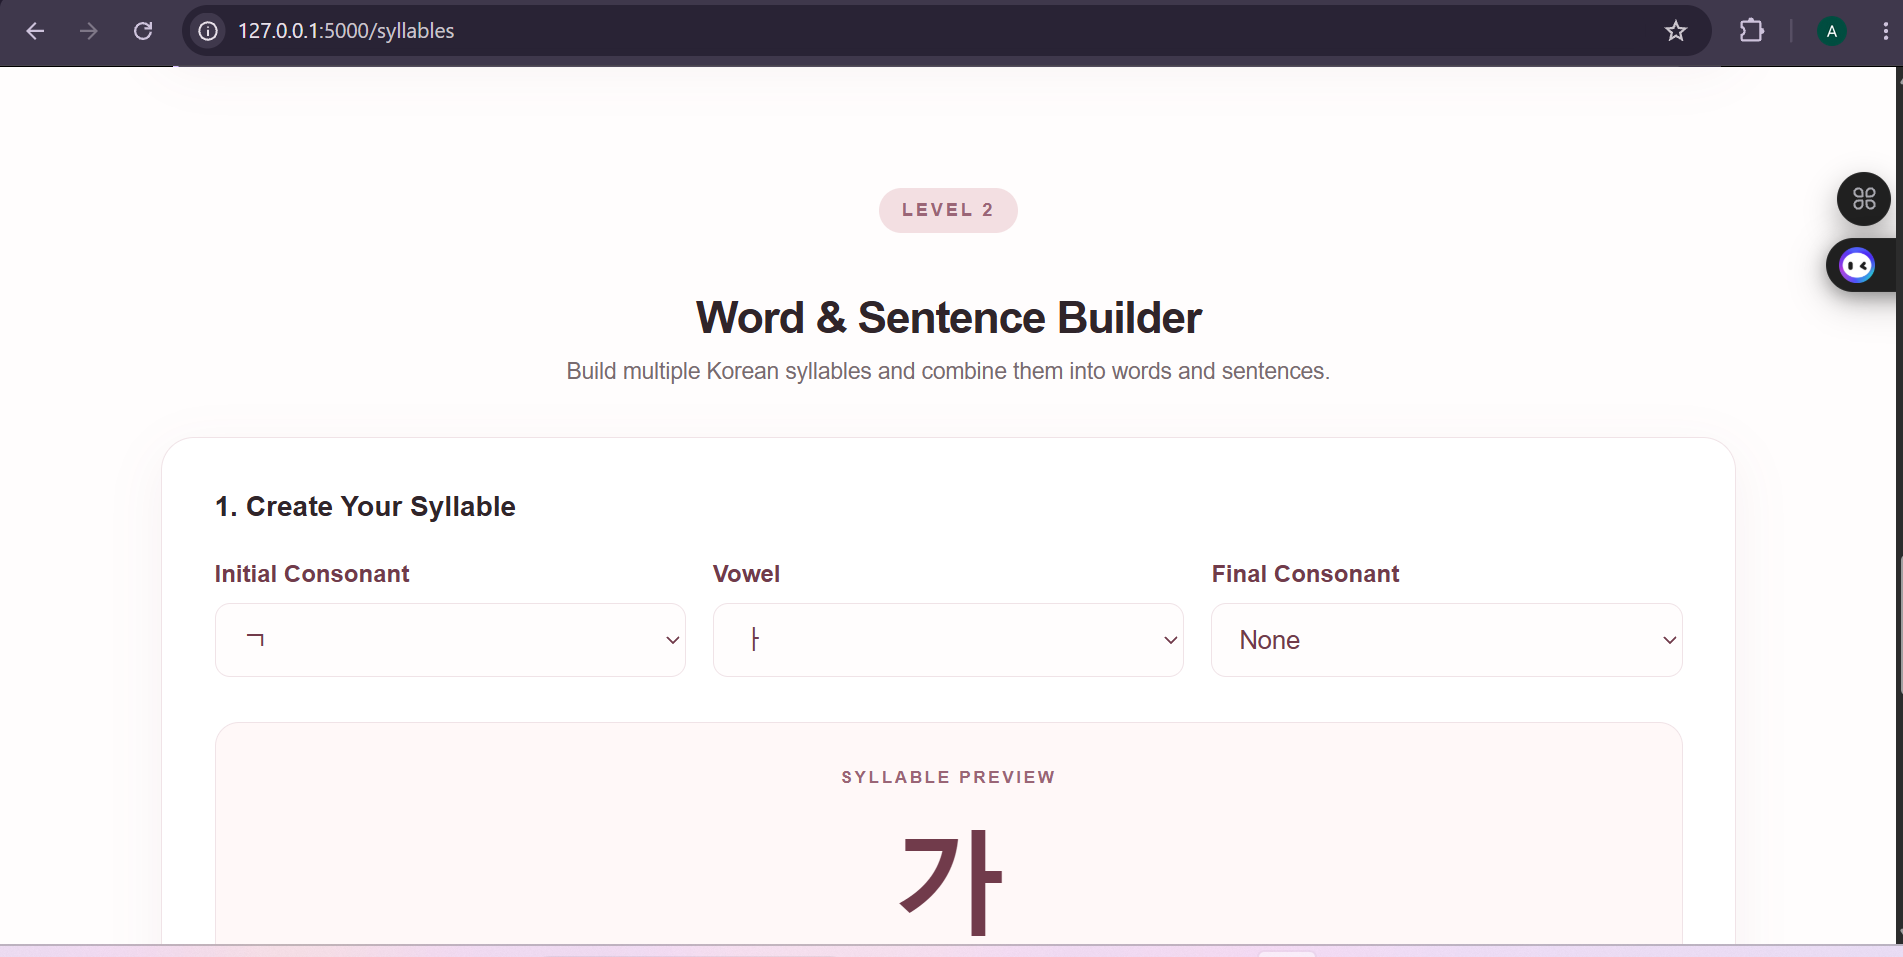 127.0.0.1:5000/syllables
A
LEVEL 2
Word & Sentence Builder
Build multiple Korean syllables and combine them into words and sentences.
1. Create Your Syllable
Initial Consonant Vowel Final Consonant
ㄱ ㅏ None
SYLLABLE PREVIEW
가